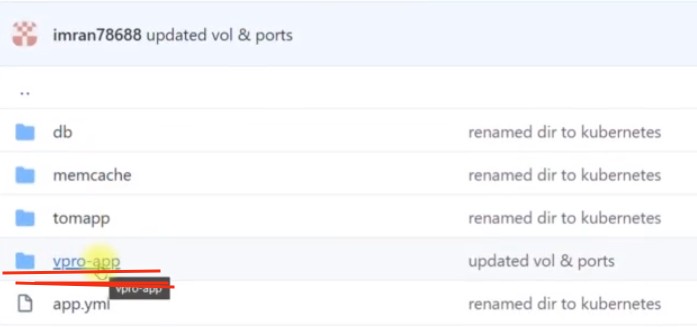 imran78688 updated vol & ports
..
db renamed dir to kubernetes
memcache renamed dir to kubernetes
tomapp renamed dir to kubernetes
vpro-app updated vol & ports
vpro-app
app.yml renamed dir to kubernetes